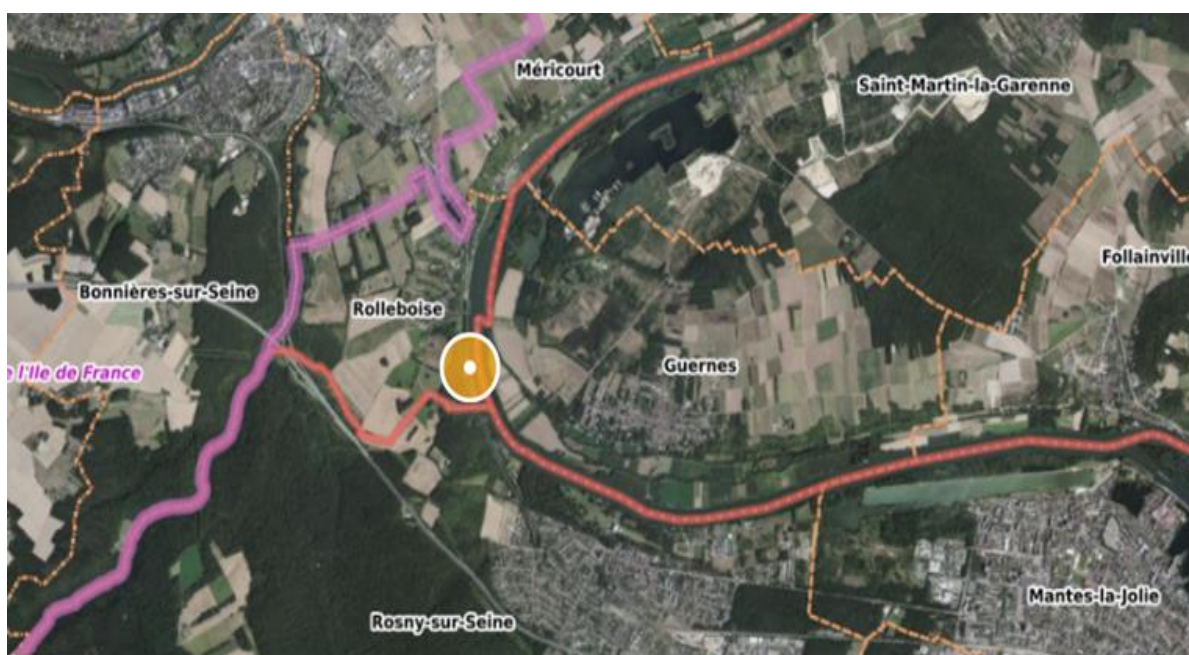 Méricourt
Saint-Martin-la-Garenne
Follainville
Bonnières-sur-Seine
Rolleboise
Guernes
e l'Ile de France
Mantes-la-Jolie
Rosny-sur-Seine